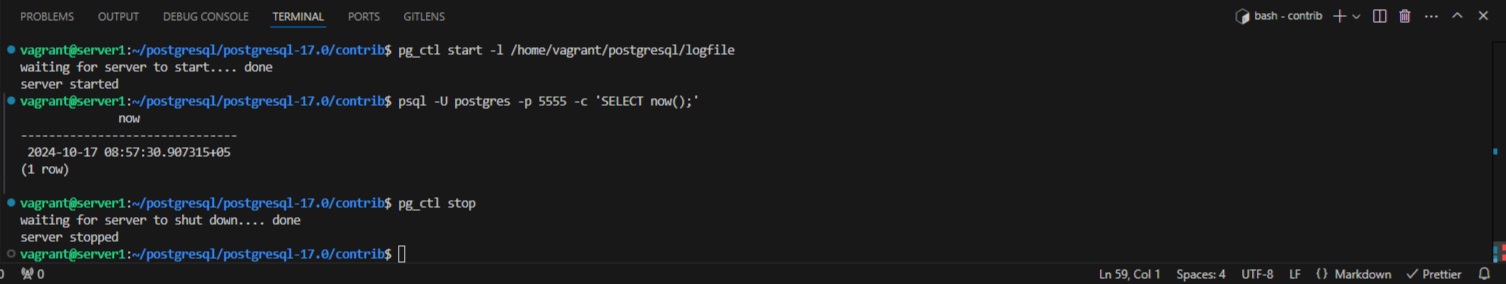 PROBLEMS OUTPUT DEBUG CONSOLE TERMINAL PORTS GITLENS bash - contrib
vagrant@server1:~/postgresql/postgresql-17.0/contrib$ pg_ctl start -l /home/vagrant/postgresql/logfile
waiting for server to start.... done
server started
vagrant@server1:~/postgresql/postgresql-17.0/contrib$ psql -U postgres -p 5555 -c 'SELECT now();'
now
-------------------------------
2024-10-17 08:57:30.907315+05
(1 row)
vagrant@server1:~/postgresql/postgresql-17.0/contrib$ pg_ctl stop
waiting for server to shut down.... done
server stopped
vagrant@server1:~/postgresql/postgresql-17.0/contrib$
0 0 Ln 59, Col 1 Spaces: 4 UTF-8 LF {} Markdown Prettier